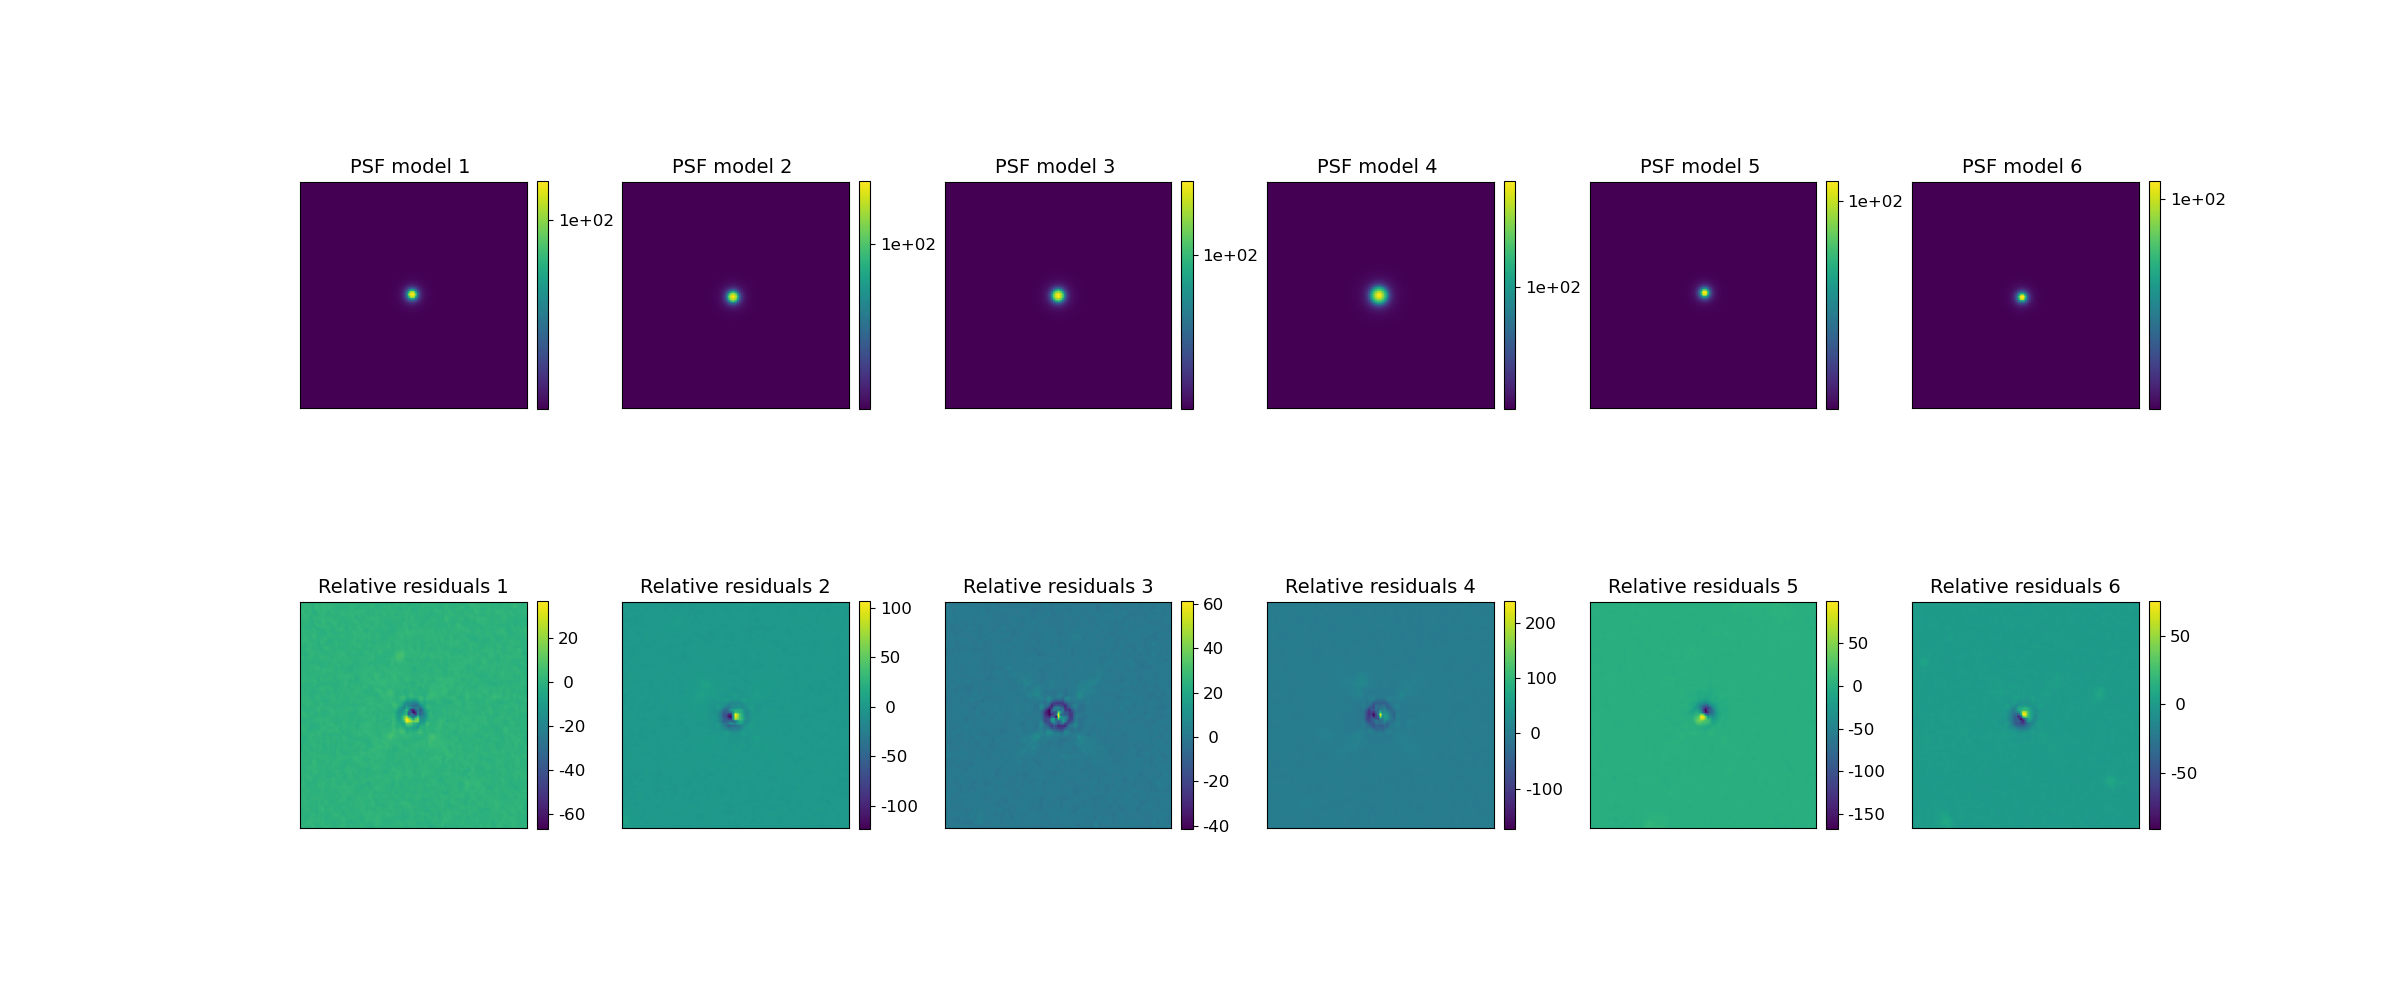 PSF model 1
1e+02
PSF model 2
1e+02
PSF model 3
1e+02
PSF model 4
1e+02
PSF model 5
1e+02
PSF model 6
1e+02
Relative residuals 1
20
0
-20
-40
-60
Relative residuals 2
100
50
0
-50
-100
Relative residuals 3
60
40
20
0
-20
-40
Relative residuals 4
200
100
0
-100
Relative residuals 5
50
0
-50
-100
-150
Relative residuals 6
50
0
-50